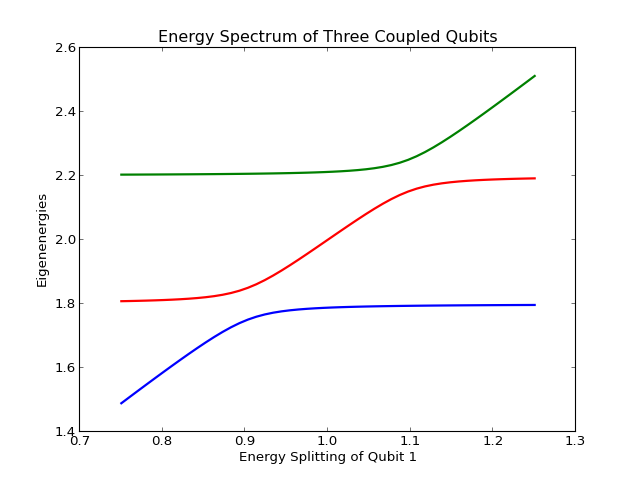 Energy Spectrum of Three Coupled Qubits
2.6
2.4
2.2
2.0
1.8
1.6
1.4
Eigenenergies
0.7 0.8 0.9 1.0 1.1 1.2 1.3
Energy Splitting of Qubit 1